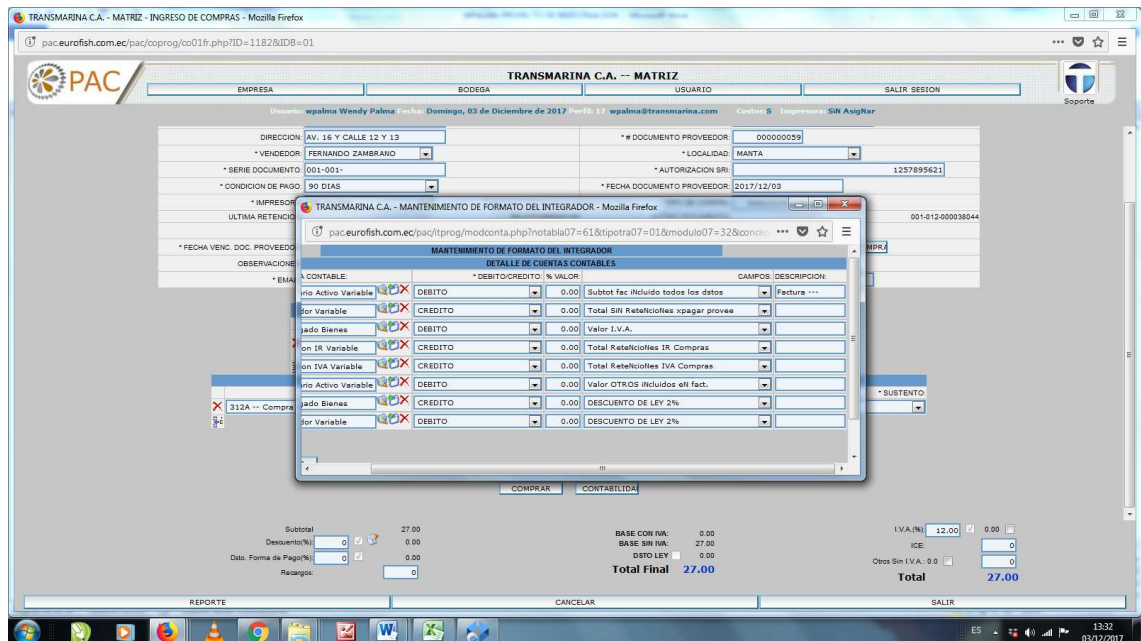 TRANSMARINA C.A. - MATRIZ - INGRESO DE COMPRAS - Mozilla Firefox
pac.eurofish.com.ec/pac/coprog/co01fr.php?ID=1182&IDB=01
PAC
TRANSMARINA C.A. -- MATRIZ
EMPRESA BODEGA USUARIO SALIR SESION
Soporte
Usuario: wpalma Wendy Palma Fecha: Domingo, 03 de Diciembre de 2017 Perfil: 17 wpalma@transmarina.com Costos: S Impresora: SiN AsigNar
DIRECCION: AV. 16 Y CALLE 12 Y 13 * # DOCUMENTO PROVEEDOR: 000000059
* VENDEDOR: FERNANDO ZAMBRANO * LOCALIDAD: MANTA
* SERIE DOCUMENTO: 001-001- * AUTORIZACION SRI: 1257895621
* CONDICION DE PAGO: 90 DIAS * FECHA DOCUMENTO PROVEEDOR: 2017/12/03
* IMPRESOR
ULTIMA RETENCIO 001-012-000038044
* FECHA VENC. DOC. PROVEEDO MPRA
OBSERVACIONE
* EMAI
TRANSMARINA C.A. - MANTENIMIENTO DE FORMATO DEL INTEGRADOR - Mozilla Firefox
pac.eurofish.com.ec/pac/itprog/modconta.php?notabla07=61&tipotra07=01&modulo07=32&concep
MANTENIMIENTO DE FORMATO DEL INTEGRADOR
DETALLE DE CUENTAS CONTABLES
A CONTABLE: * DEBITO/CREDITO: % VALOR: CAMPOS: DESCRIPCION:
rio Activo Variable DEBITO 0.00 Subtot fac iNcluido todos los dstos Factura ---
dor Variable CREDITO 0.00 Total SiN ReteNcioNes xpagar provee
gado Bienes DEBITO 0.00 Valor I.V.A.
on IR Variable CREDITO 0.00 Total ReteNcioNes IR Compras
on IVA Variable CREDITO 0.00 Total ReteNcioNes IVA Compras
rio Activo Variable DEBITO 0.00 Valor OTROS iNcluidos eN fact.
gado Bienes CREDITO 0.00 DESCUENTO DE LEY 2%
dor Variable DEBITO 0.00 DESCUENTO DE LEY 2%
* SUSTENTO:
312A -- Compra
COMPRAR CONTABILIDA
Subtotal 27.00
Descuento(%): 0 0.00
Dsto. Forma de Pago(%): 0 0.00
Recargos: 0
BASE CON IVA: 0.00
BASE SIN IVA: 27.00
DSTO LEY 0.00
Total Final 27.00
I.V.A.(%): 12.00 0.00
ICE: 0
Otros Sin I.V.A.: 0.0 0
Total 27.00
REPORTE CANCELAR SALIR
ES 13:32
03/12/2017